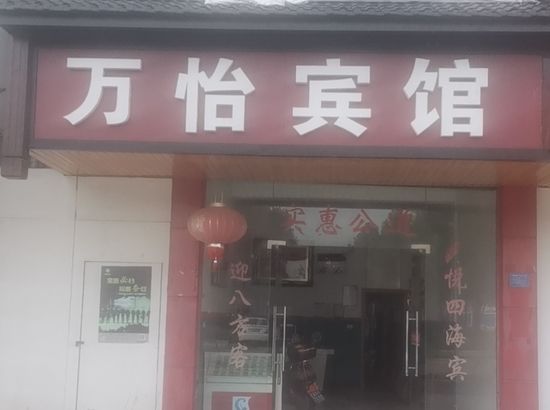 万怡宾馆
实惠公道
迎八方客
悦四海宾